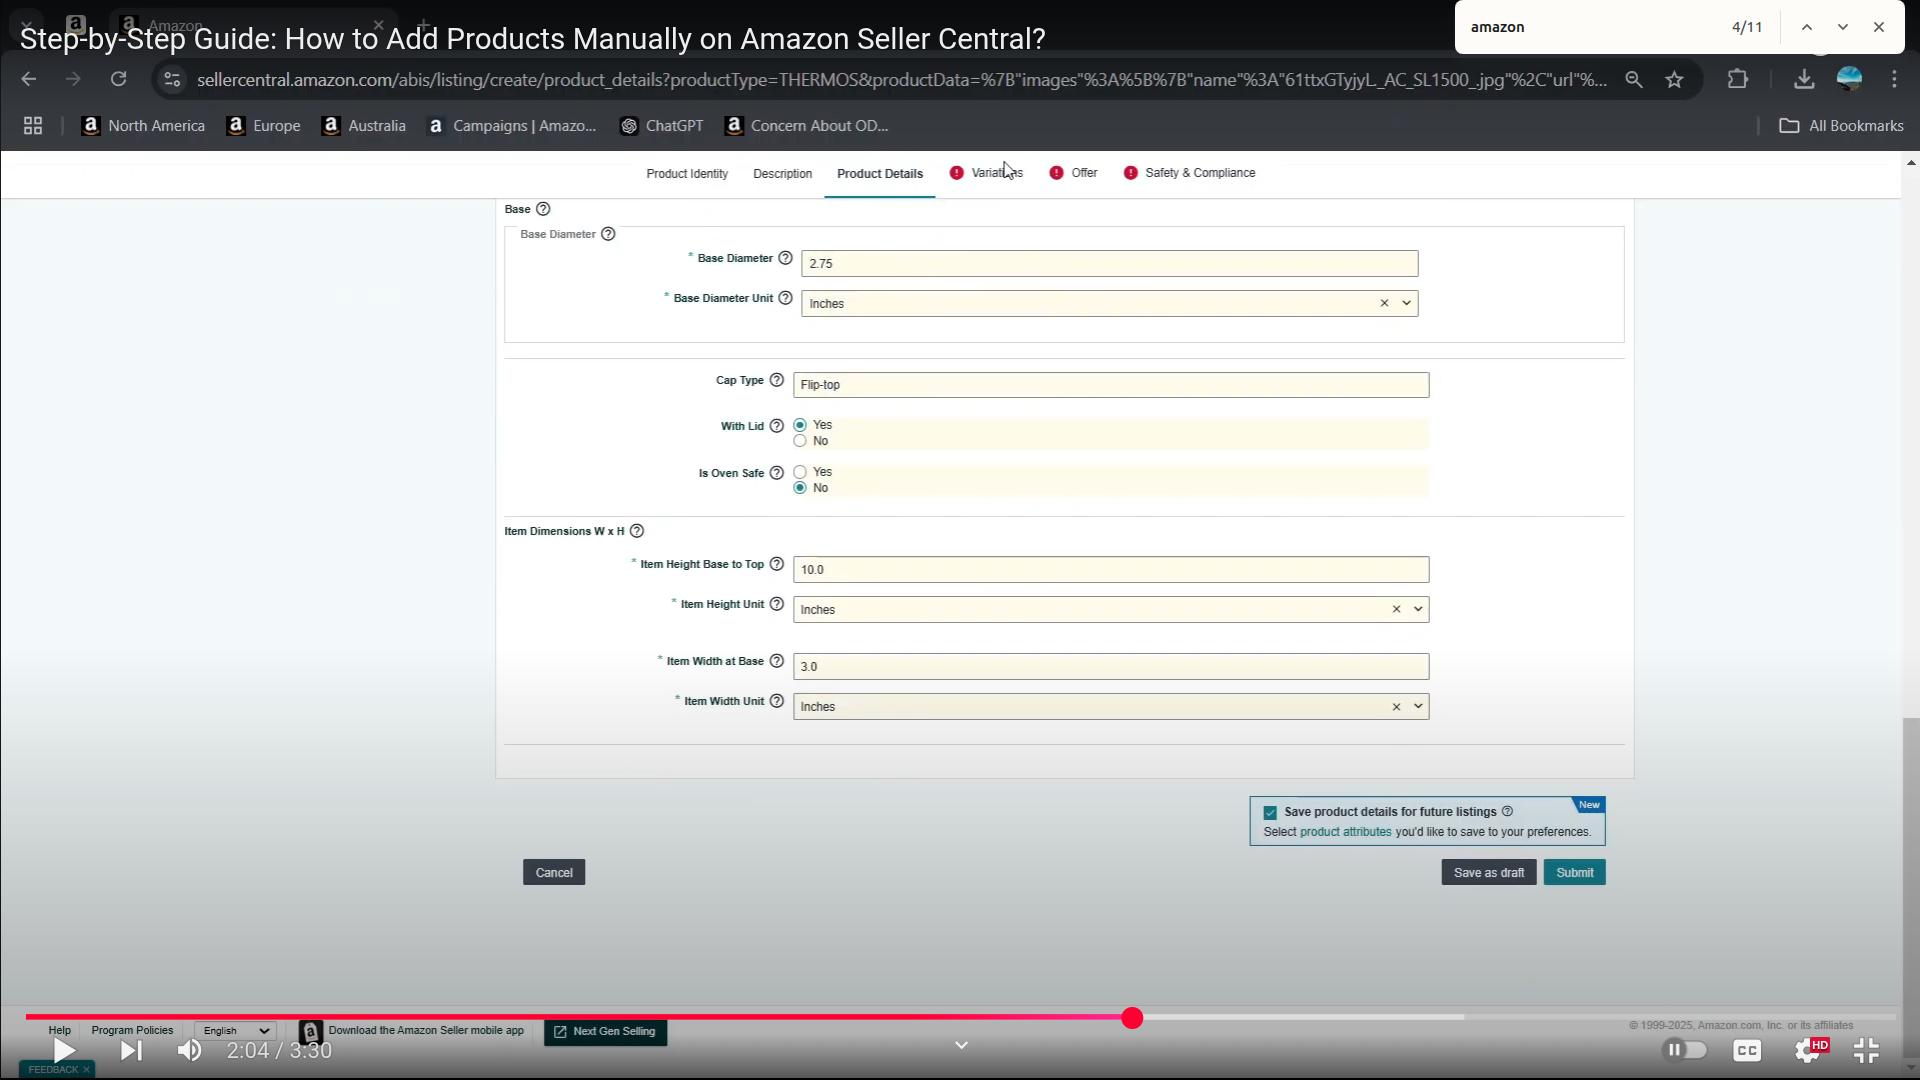 Amazon
Step-by-Step Guide: How to Add Products Manually on Amazon Seller Central?
amazon 4/11
sellercentral.amazon.com/abis/listing/create/product_details?productType=THERMOS&productData=%7B"images"%3A%5B%7B"name"%3A"61ttxGTyjyL_AC_SL1500_.jpg"%2C"url"%...
North America Europe Australia Campaigns | Amazo... ChatGPT Concern About OD... All Bookmarks
Product Identity Description Product Details Variations Offer Safety & Compliance
Base
Base Diameter
* Base Diameter 2.75
* Base Diameter Unit Inches
Cap Type Flip-top
With Lid Yes
No
Is Oven Safe Yes
No
Item Dimensions W x H
* Item Height Base to Top 10.0
* Item Height Unit Inches
* Item Width at Base 3.0
* Item Width Unit Inches
New
Save product details for future listings
Select product attributes you'd like to save to your preferences.
Cancel Save as draft Submit
Help Program Policies English Download the Amazon Seller mobile app Next Gen Selling © 1999-2025, Amazon.com, Inc. or its affiliates
2:04 / 3:30 CC HD
FEEDBACK